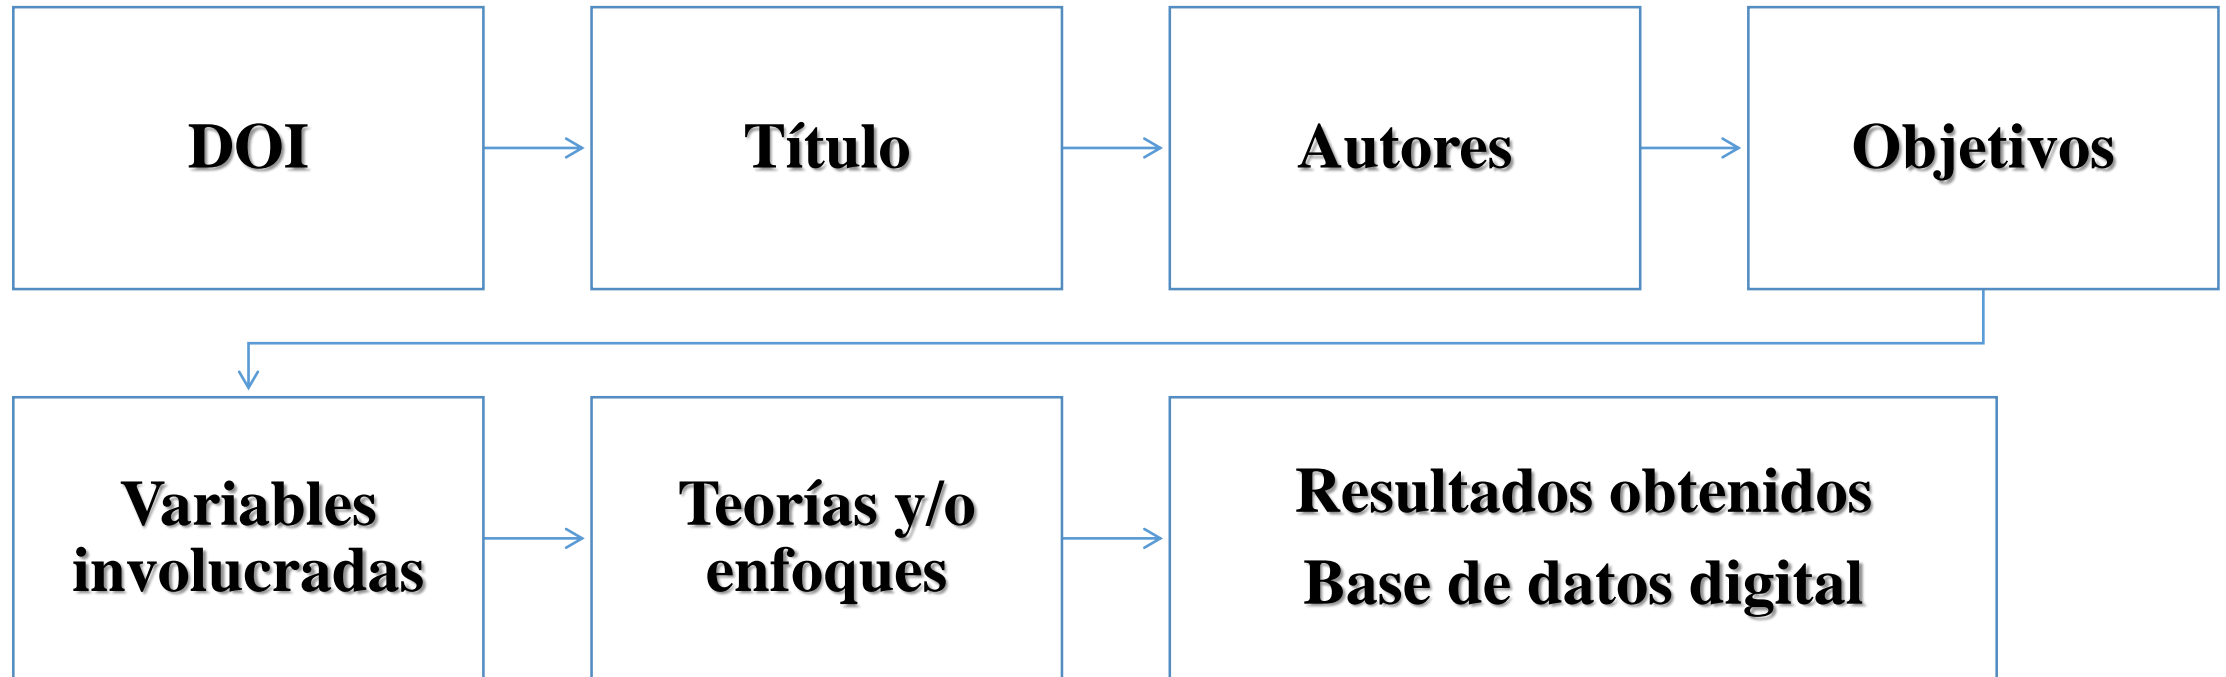 DOI
Título
Autores
Objetivos
Variables
involucradas
Teorías y/o
enfoques
Resultados obtenidos
Base de datos digital